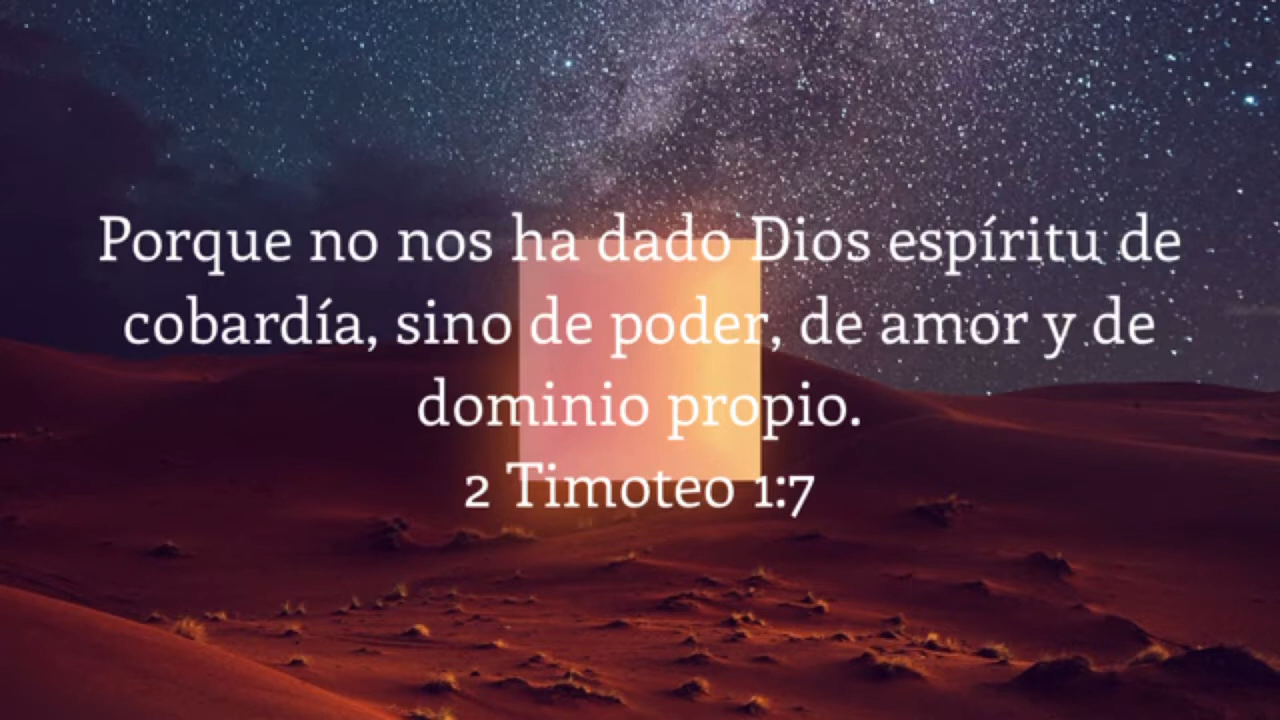 Porque no nos ha dado Dios espíritu de
cobardía, sino de poder, de amor y de
dominio propio.
2 Timoteo 1:7